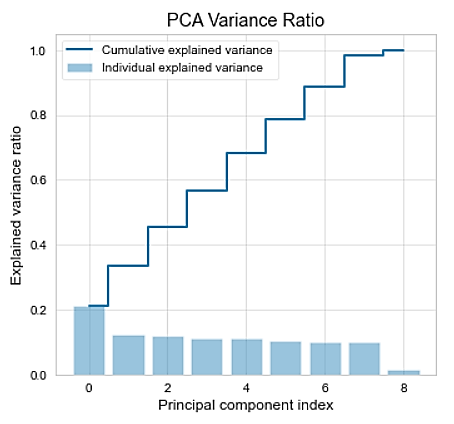 PCA Variance Ratio
Cumulative explained variance
Individual explained variance
Explained variance ratio
1.0
0.8
0.6
0.4
0.2
0.0
0 2 4 6 8
Principal component index